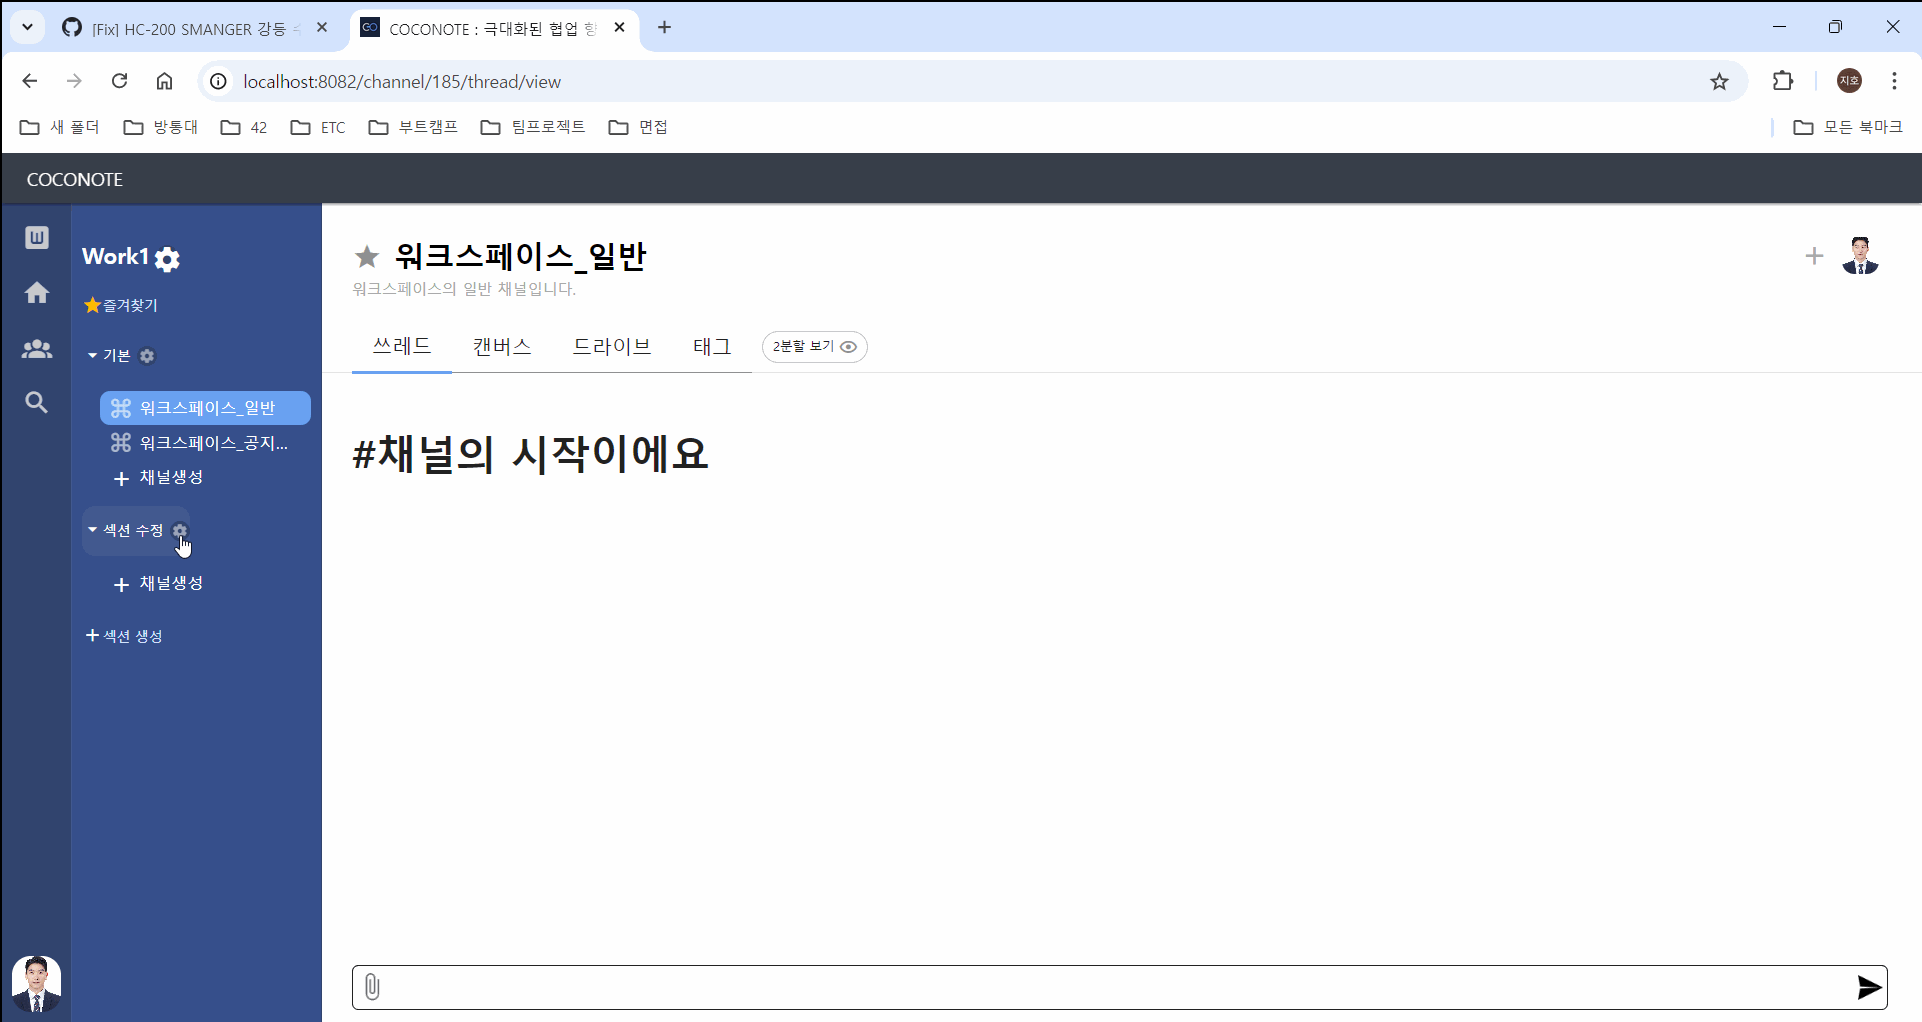 [Fix] HC-200 SMANGER 강등
COCONOTE : 극대화된 협업 향
localhost:8082/channel/185/thread/view
지호
새 폴더
방통대
42
ETC
부트캠프
팀프로젝트
면접
모든 북마크
COCONOTE
Work1
즐겨찾기
기본
워크스페이스_일반
워크스페이스_공지...
채널생성
섹션 수정
채널생성
섹션 생성
워크스페이스_일반
워크스페이스의 일반 채널입니다.
쓰레드
캔버스
드라이브
태그
2분할 보기
#채널의 시작이에요